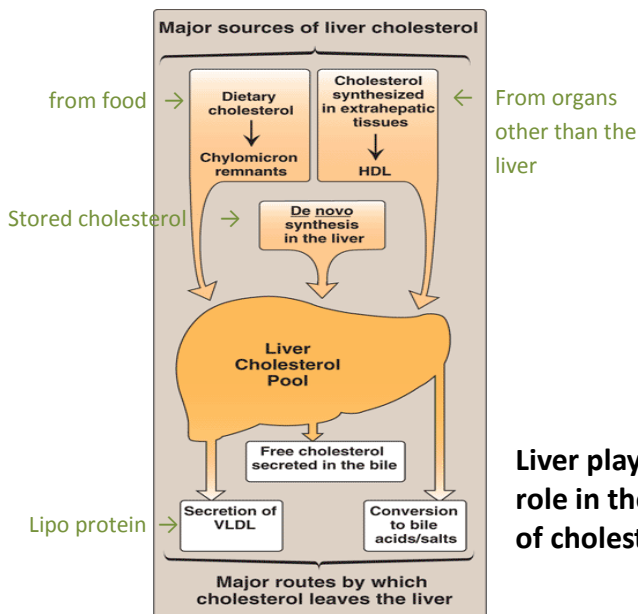 Major sources of liver cholesterol
from food →
Dietary
cholesterol
Chylomicron
remnants
Cholesterol
synthesized
in extrahepatic
tissues
HDL
← From organs
other than the
liver
Stored cholesterol →
De novo
synthesis
in the liver
Liver
Cholesterol
Pool
Free cholesterol
secreted in the bile
Lipo protein →
Secretion of
VLDL
Conversion
to bile
acids/salts
Liver play
role in the
of cholest
Major routes by which
cholesterol leaves the liver